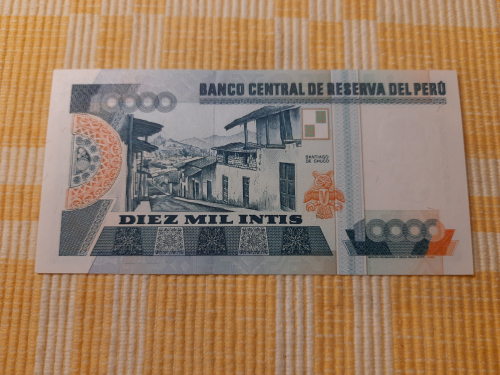 10000
BANCO CENTRAL DE RESERVA DEL PERÚ
SANTIAGO
DE CHUCO
DIEZ MIL INTIS
10000